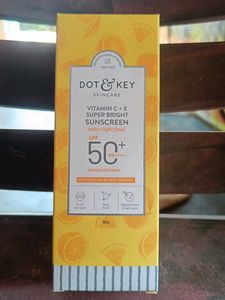 DOT & KEY
SKINCARE
VITAMIN C + E
SUPER BRIGHT
SUNSCREEN
water-light fluid
SPF
50+
PA++++
BROAD SPECTRUM
WITH SICILIAN BLOOD ORANGE
50g